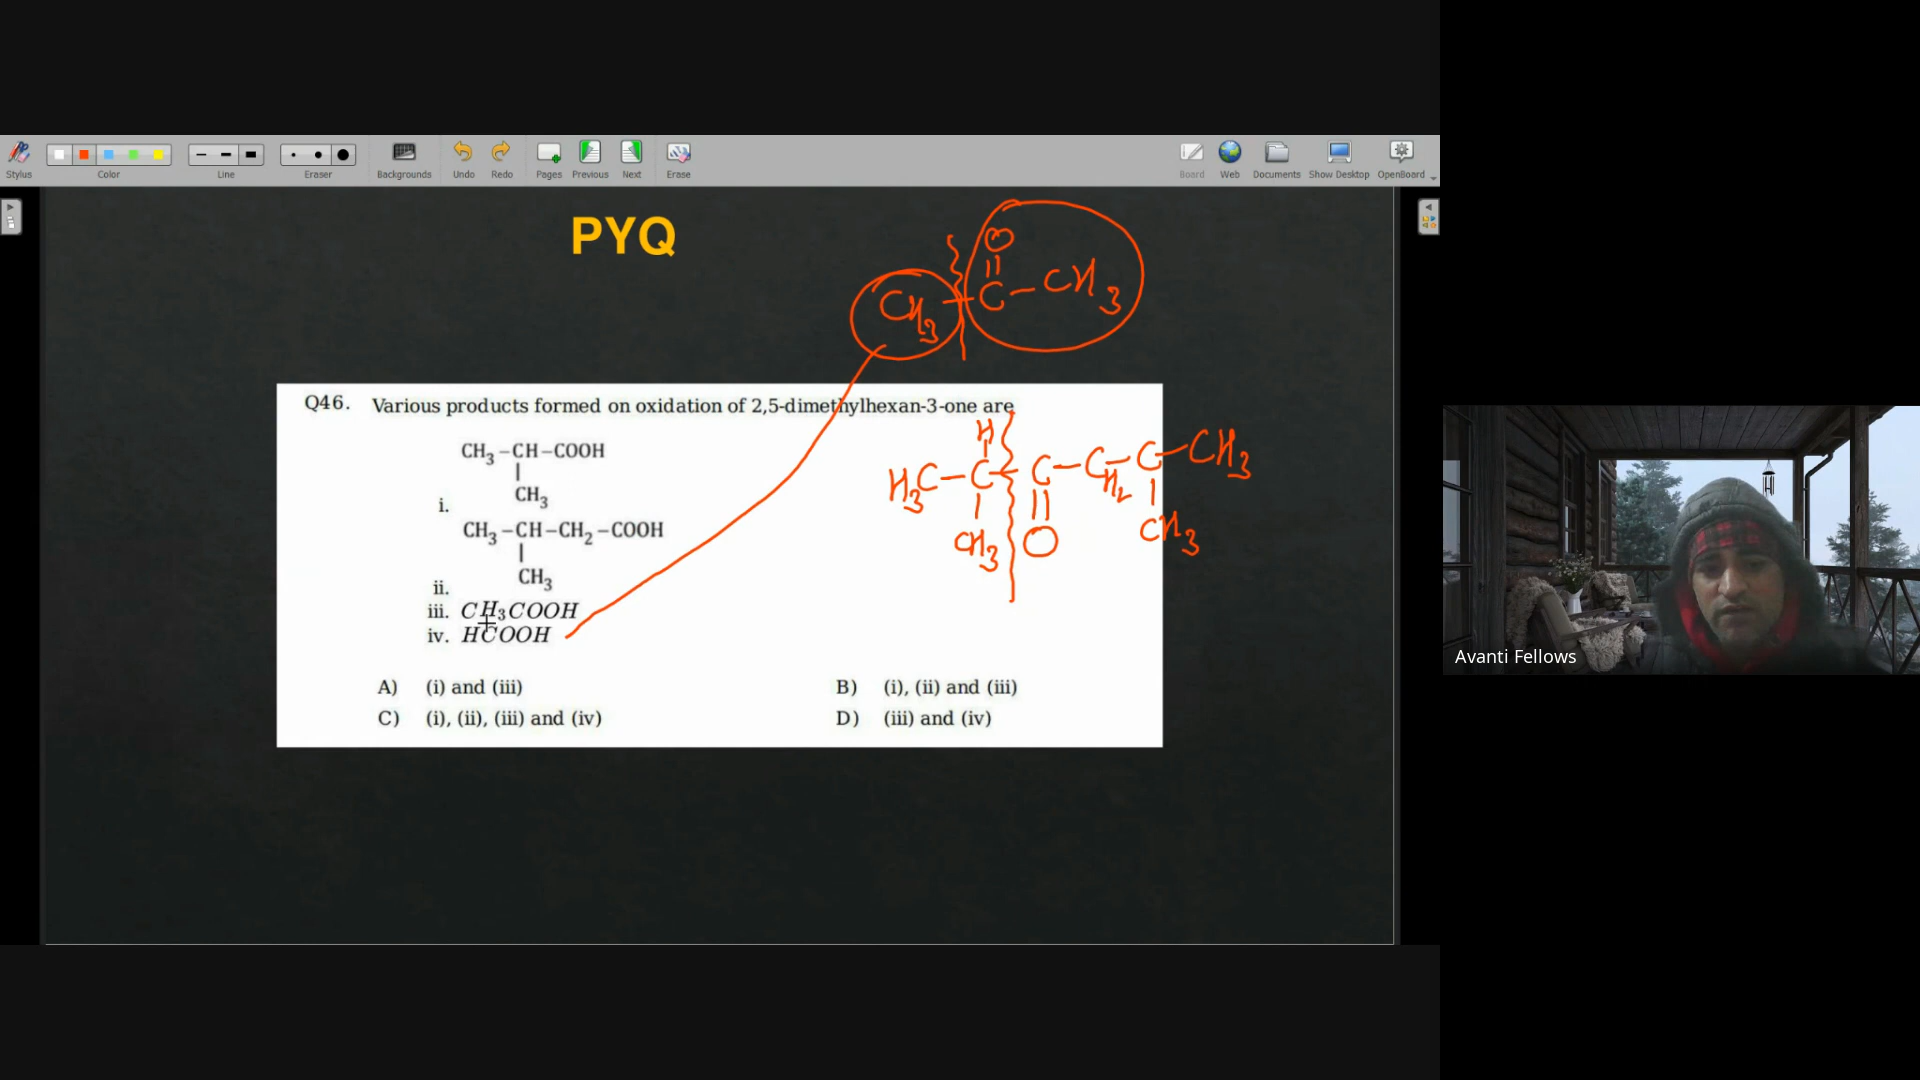 Stylus Color Line Eraser Backgrounds Undo Redo Pages Previous Next Erase Board Web Documents Show Desktop OpenBoard
PYQ
O
CH3 - C - CH3
Q46. Various products formed on oxidation of 2,5-dimethylhexan-3-one are
CH3 – CH – COOH
CH3
i.
CH3 – CH – CH2 – COOH
CH3
ii.
iii. CH3COOH
iv. HCOOH
H
H3C - C - C - CH2 - C - CH3
CH3 O CH3
A) (i) and (iii)
B) (i), (ii) and (iii)
C) (i), (ii), (iii) and (iv)
D) (iii) and (iv)
Avanti Fellows